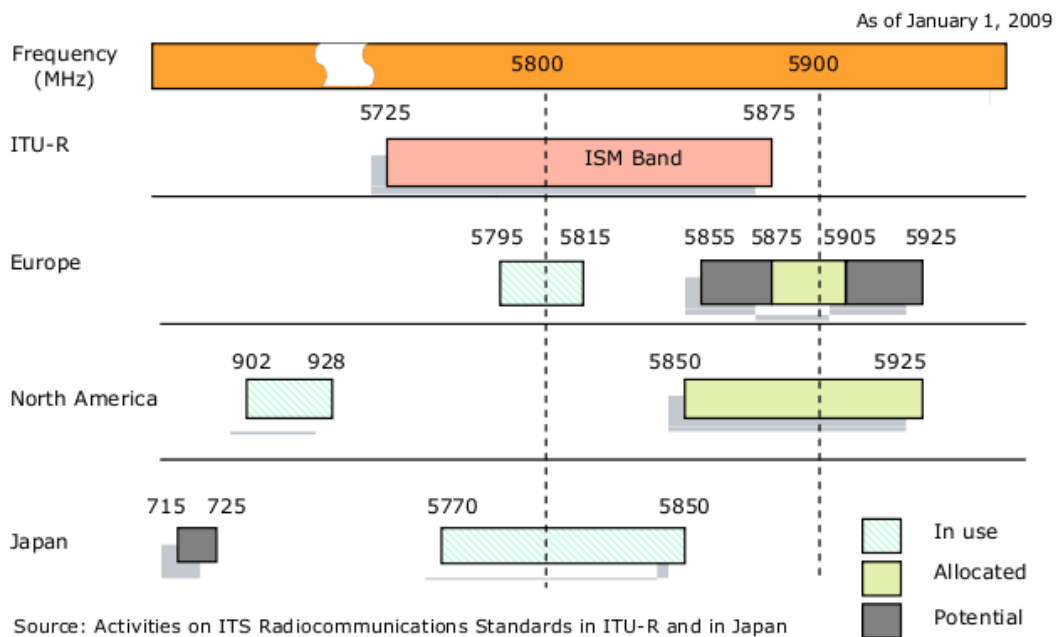 As of January 1, 2009
Frequency
(MHz)
5800 5900
5725 5875
ITU-R
ISM Band
5795 5815 5855 5875 5905 5925
Europe
902 928 5850 5925
North America
715 725 5770 5850
Japan
In use
Allocated
Potential
Source: Activities on ITS Radiocommunications Standards in ITU-R and in Japan